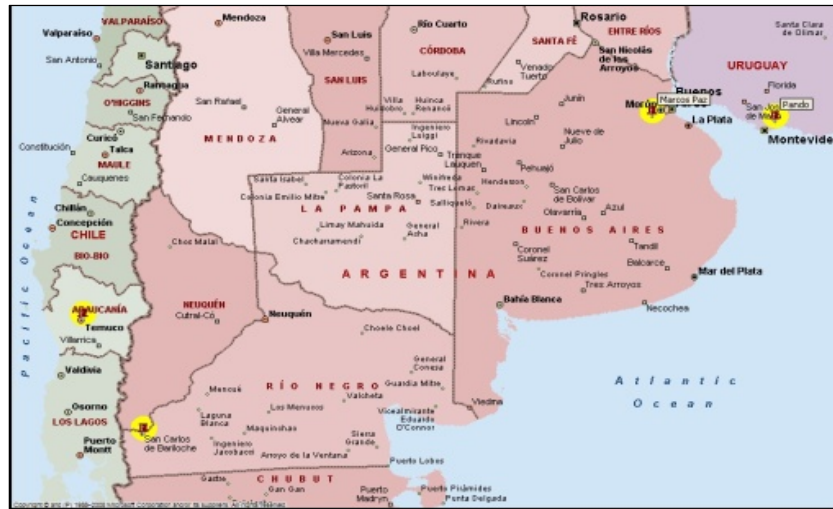 VALPARAÍSO
Valparaíso
San Antonio
Santiago
Rancagua
O'HIGGINS
San Fernando
Curicó
Constitución
Talca
MAULE
Cauquenes
Chillán
Concepción
CHILE
BIO-BIO
ARAUCANÍA
Temuco
Villarrica
Valdivia
Osorno
LOS LAGOS
Puerto
Montt
Pacific Ocean
Mendoza
San Rafael
General
Alvear
MENDOZA
San Luis
Villa Mercedes
SAN LUIS
Nueva Galia
Arizona
Río Cuarto
CÓRDOBA
Laboulaye
Villa
Huidobro
Huinca
Renancó
Rosario
SANTA FÉ
Venado
Tuerto
Rufino
ENTRE RÍOS
San Nicolás
de los
Arroyos
Santa Clara
de Olimar
URUGUAY
Florida
Pando
San Jos
Montevide
Buenos
Marcos Paz
Morón
La Plata
Junín
Lincoln
Nueve de
Julio
Ingeniero
Luiggi
General Pico
Rivadavia
Trenque
Lauquen
Pehuajó
Santa Isabel
Colonia La
Pastoril
Colonia Emilio Mitre
Winifreda
Tres Lomas
Santa Rosa
Salliqueló
Henderson
Daireaux
San Carlos
de Bolívar
Olavarría
Azul
LA PAMPA
Limay Mahuida
Chacharramendi
General
Acha
Rivera
BUENOS AIRES
Coronel
Suárez
Tandil
Balcarce
Coronel Pringles
Tres Arroyos
Mar del Plata
Necochea
Bahía Blanca
ARGENTINA
Chos Malal
NEUQUÉN
Cutral-Có
Neuquén
Choele Choel
General
Conesa
Guardia Mitre
RÍO NEGRO
Mencué
Valcheta
Los Menucos
Laguna
Blanca
Maquinchao
Vicealmirante
Eduardo
O'Connor
Viedma
San Carlos
de Bariloche
Ingeniero
Jacobacci
Sierra
Grande
Arroyo de la Ventana
Puerto Lobos
CHUBUT
Gan Gan
Puerto
Madryn
Puerto Pirámides
Punta Delgada
Atlantic
Ocean